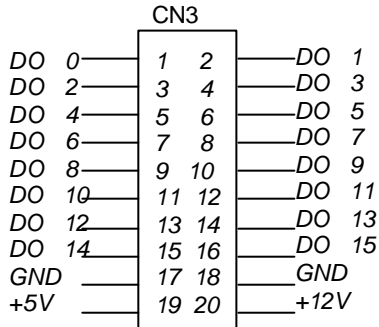 CN3
DO 0 1 2 DO 1
DO 2 3 4 DO 3
DO 4 5 6 DO 5
DO 6 7 8 DO 7
DO 8 9 10 DO 9
DO 10 11 12 DO 11
DO 12 13 14 DO 13
DO 14 15 16 DO 15
GND 17 18 GND
+5V 19 20 +12V